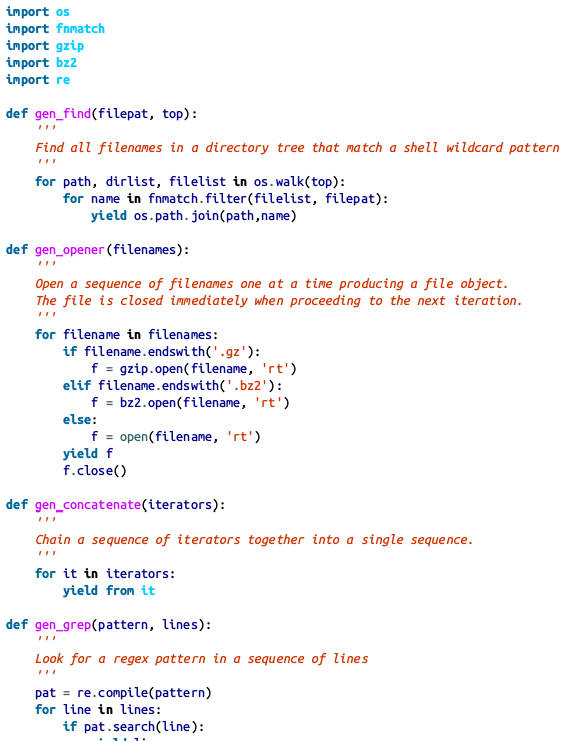 import os
import fnmatch
import gzip
import bz2
import re

def gen_find(filepat, top):
    '''
    Find all filenames in a directory tree that match a shell wildcard pattern
    '''
    for path, dirlist, filelist in os.walk(top):
        for name in fnmatch.filter(filelist, filepat):
            yield os.path.join(path,name)

def gen_opener(filenames):
    '''
    Open a sequence of filenames one at a time producing a file object.
    The file is closed immediately when proceeding to the next iteration.
    '''
    for filename in filenames:
        if filename.endswith('.gz'):
            f = gzip.open(filename, 'rt')
        elif filename.endswith('.bz2'):
            f = bz2.open(filename, 'rt')
        else:
            f = open(filename, 'rt')
        yield f
        f.close()

def gen_concatenate(iterators):
    '''
    Chain a sequence of iterators together into a single sequence.
    '''
    for it in iterators:
        yield from it

def gen_grep(pattern, lines):
    '''
    Look for a regex pattern in a sequence of lines
    '''
    pat = re.compile(pattern)
    for line in lines:
        if pat.search(line):